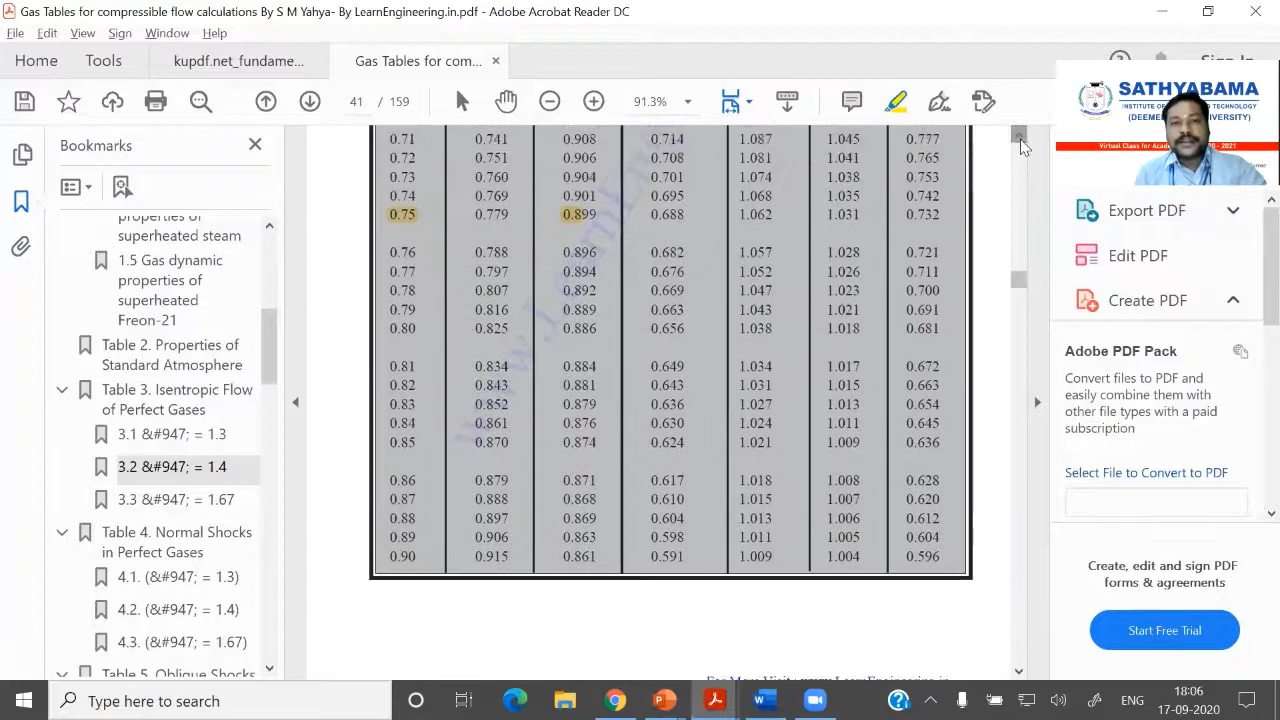 Gas Tables for compressible flow calculations By S M Yahya- By LearnEngineering.in.pdf - Adobe Acrobat Reader DC
File Edit View Sign Window Help
Home Tools kupdf.net_fundame... Gas Tables for com... × Sign In
41 / 159 91.3%
SATHYABAMA
(DEEMED
Virtual Class for Acade
2020 - 2021
Bookmarks
properties of
superheated steam
1.5 Gas dynamic
properties of
superheated
Freon-21
Table 2. Properties of
Standard Atmosphere
Table 3. Isentropic Flow
of Perfect Gases
3.1 &#947; = 1.3
3.2 &#947; = 1.4
3.3 &#947; = 1.67
Table 4. Normal Shocks
in Perfect Gases
4.1. (&#947; = 1.3)
4.2. (&#947; = 1.4)
4.3. (&#947; = 1.67)
Table 5. Oblique Shocks
0.71 0.741 0.908 0.714 1.087 1.045 0.777
0.72 0.751 0.906 0.708 1.081 1.041 0.765
0.73 0.760 0.904 0.701 1.074 1.038 0.753
0.74 0.769 0.901 0.695 1.068 1.035 0.742
0.75 0.779 0.899 0.688 1.062 1.031 0.732
0.76 0.788 0.896 0.682 1.057 1.028 0.721
0.77 0.797 0.894 0.676 1.052 1.026 0.711
0.78 0.807 0.892 0.669 1.047 1.023 0.700
0.79 0.816 0.889 0.663 1.043 1.021 0.691
0.80 0.825 0.886 0.656 1.038 1.018 0.681
0.81 0.834 0.884 0.649 1.034 1.017 0.672
0.82 0.843 0.881 0.643 1.031 1.015 0.663
0.83 0.852 0.879 0.636 1.027 1.013 0.654
0.84 0.861 0.876 0.630 1.024 1.011 0.645
0.85 0.870 0.874 0.624 1.021 1.009 0.636
0.86 0.879 0.871 0.617 1.018 1.008 0.628
0.87 0.888 0.868 0.610 1.015 1.007 0.620
0.88 0.897 0.869 0.604 1.013 1.006 0.612
0.89 0.906 0.863 0.598 1.011 1.005 0.604
0.90 0.915 0.861 0.591 1.009 1.004 0.596
Export PDF
Edit PDF
Create PDF
Adobe PDF Pack
Convert files to PDF and
easily combine them with
other file types with a paid
subscription
Select File to Convert to PDF
Create, edit and sign PDF
forms & agreements
Start Free Trial
Type here to search
ENG
18:06
17-09-2020